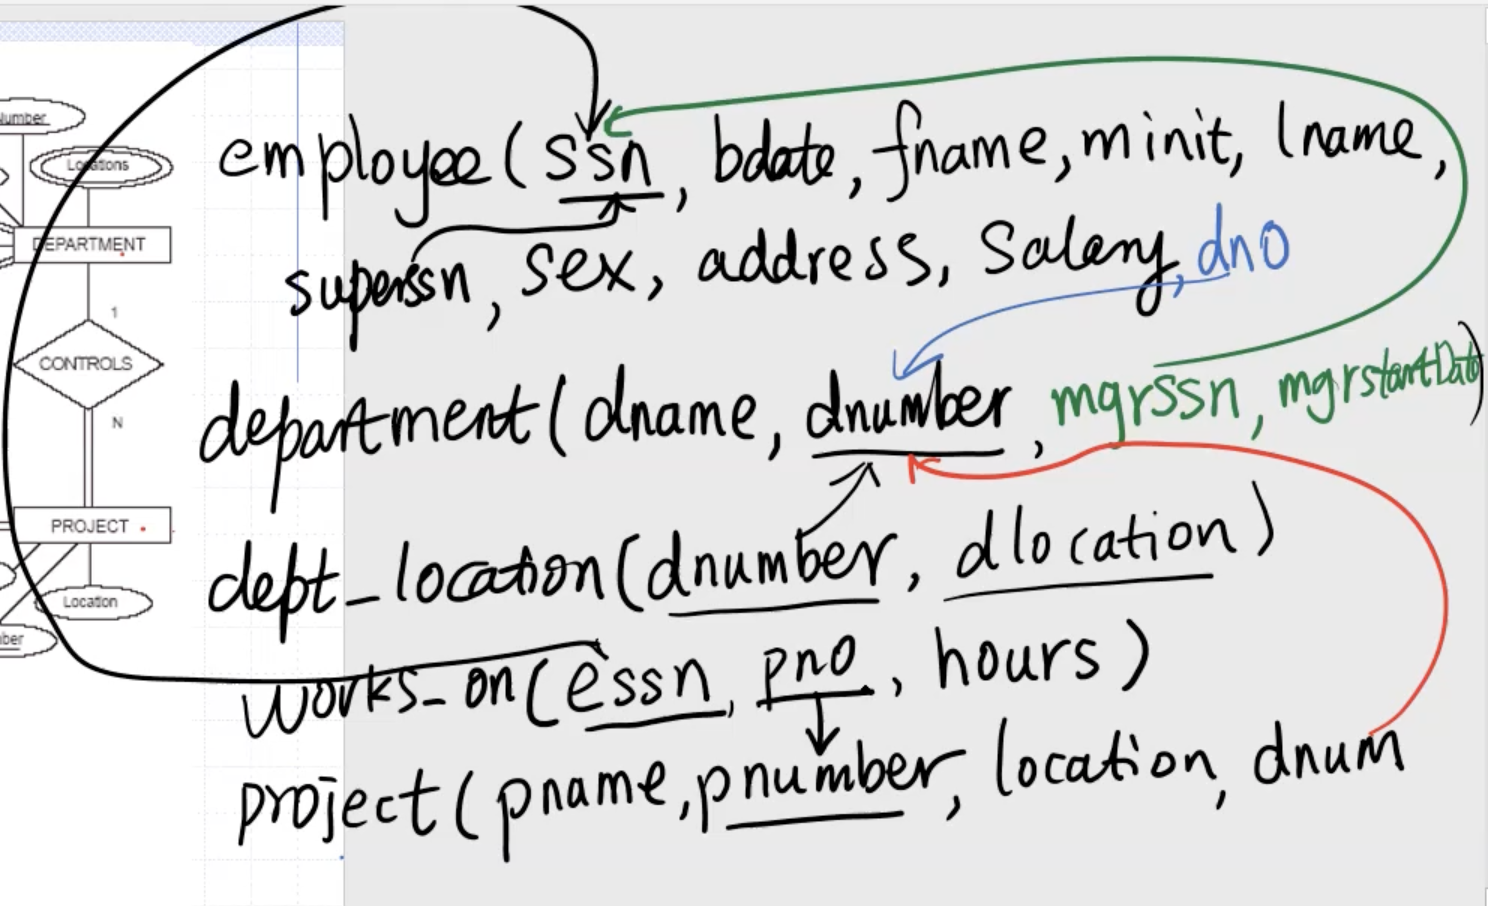 Number
Locations
DEPARTMENT
1
CONTROLS
N
PROJECT
Location
ber
employee(ssn, bdate, fname, minit, lname,
superssn, sex, address, Salary, dno
department(dname, dnumber, mgrssn, mgrstartDate)
dept_location(dnumber, dlocation)
works_on(essn, pno, hours)
project(pname, pnumber, location, dnum